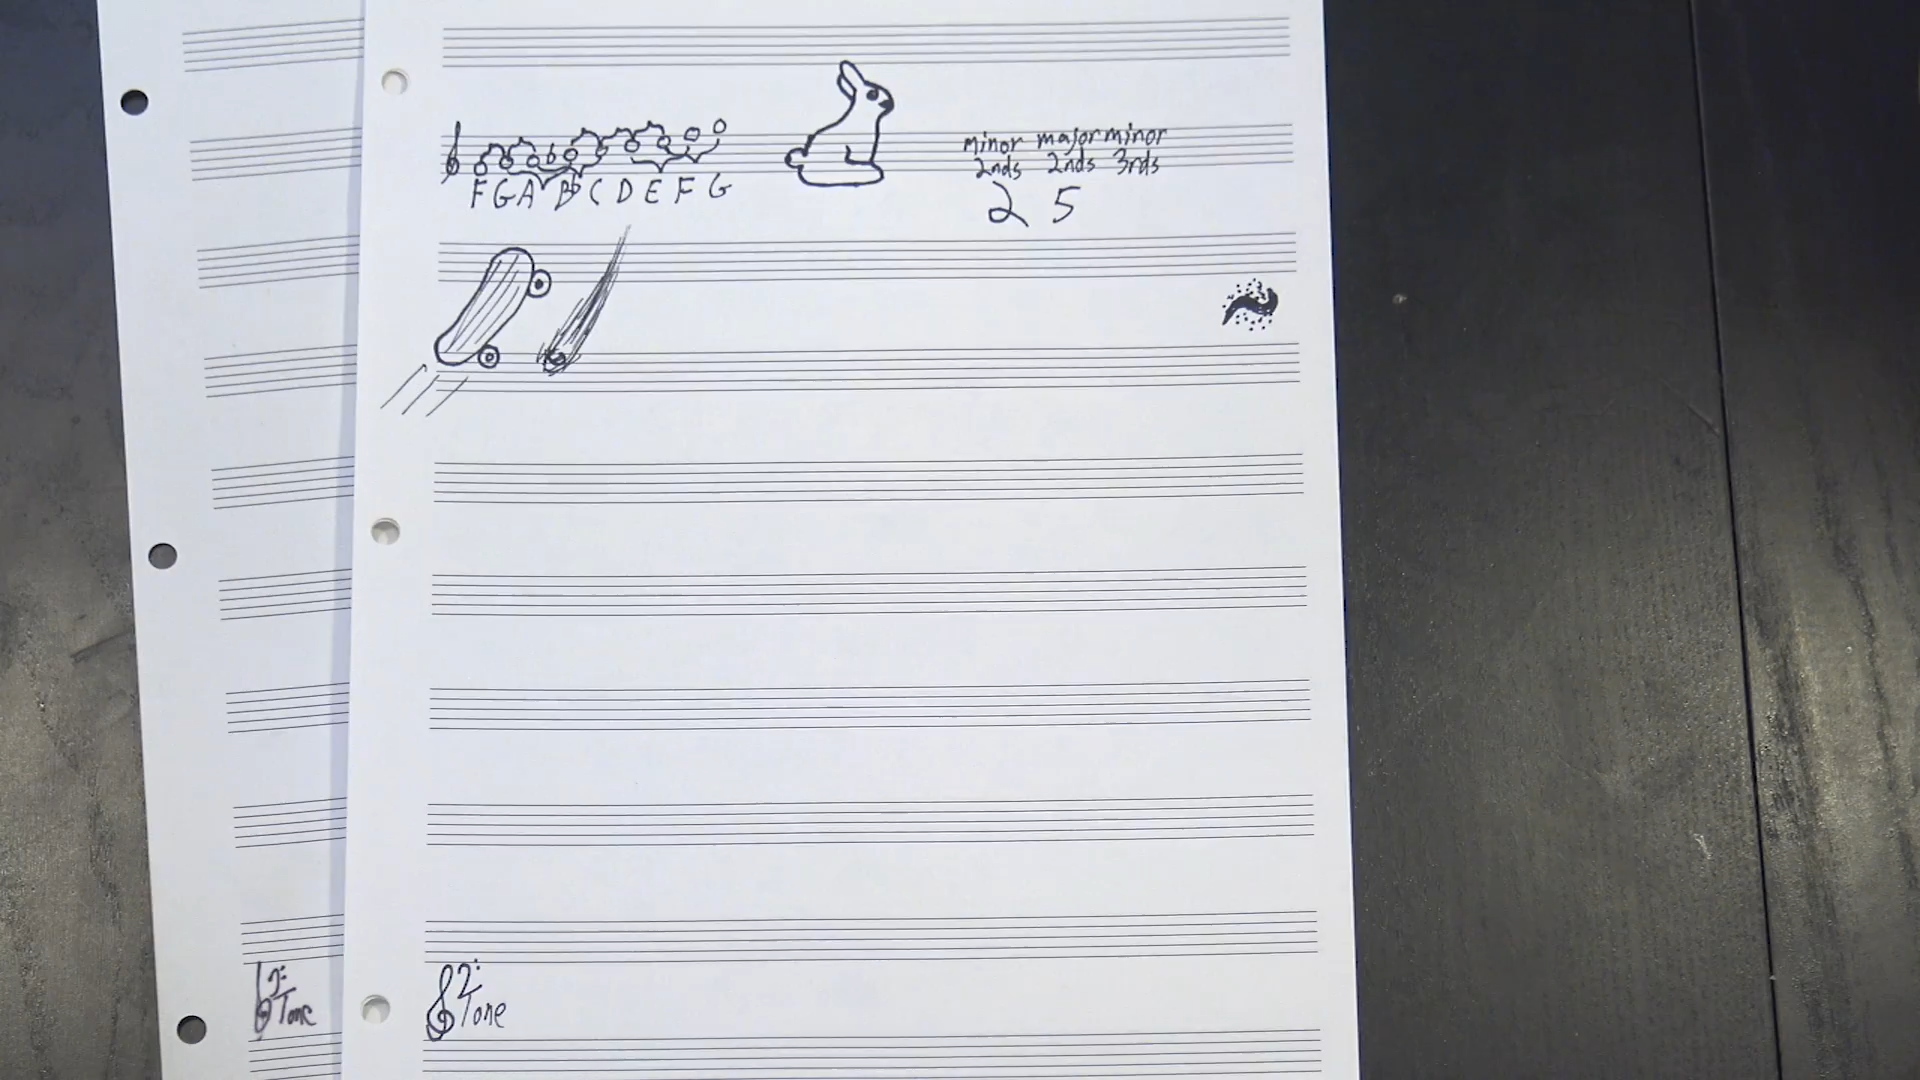 minor major minor
2nds 2nds 3rds
F G A B♭ C D E F G
2 5
Tone
Tone